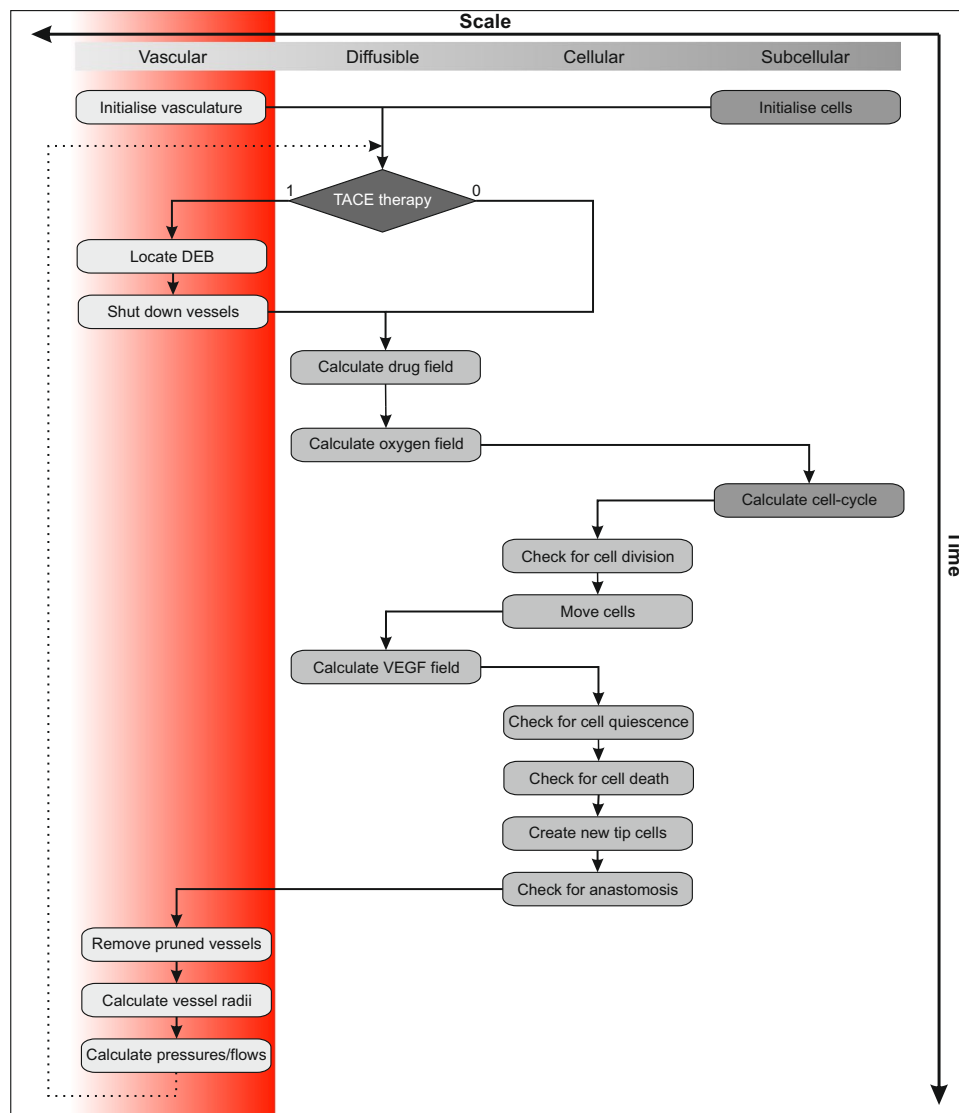 Scale
Vascular
Diffusible
Cellular
Subcellular
Initialise vasculature
Initialise cells
1
TACE therapy
0
Locate DEB
Shut down vessels
Calculate drug field
Calculate oxygen field
Calculate cell-cycle
Time
Check for cell division
Move cells
Calculate VEGF field
Check for cell quiescence
Check for cell death
Create new tip cells
Check for anastomosis
Remove pruned vessels
Calculate vessel radii
Calculate pressures/flows